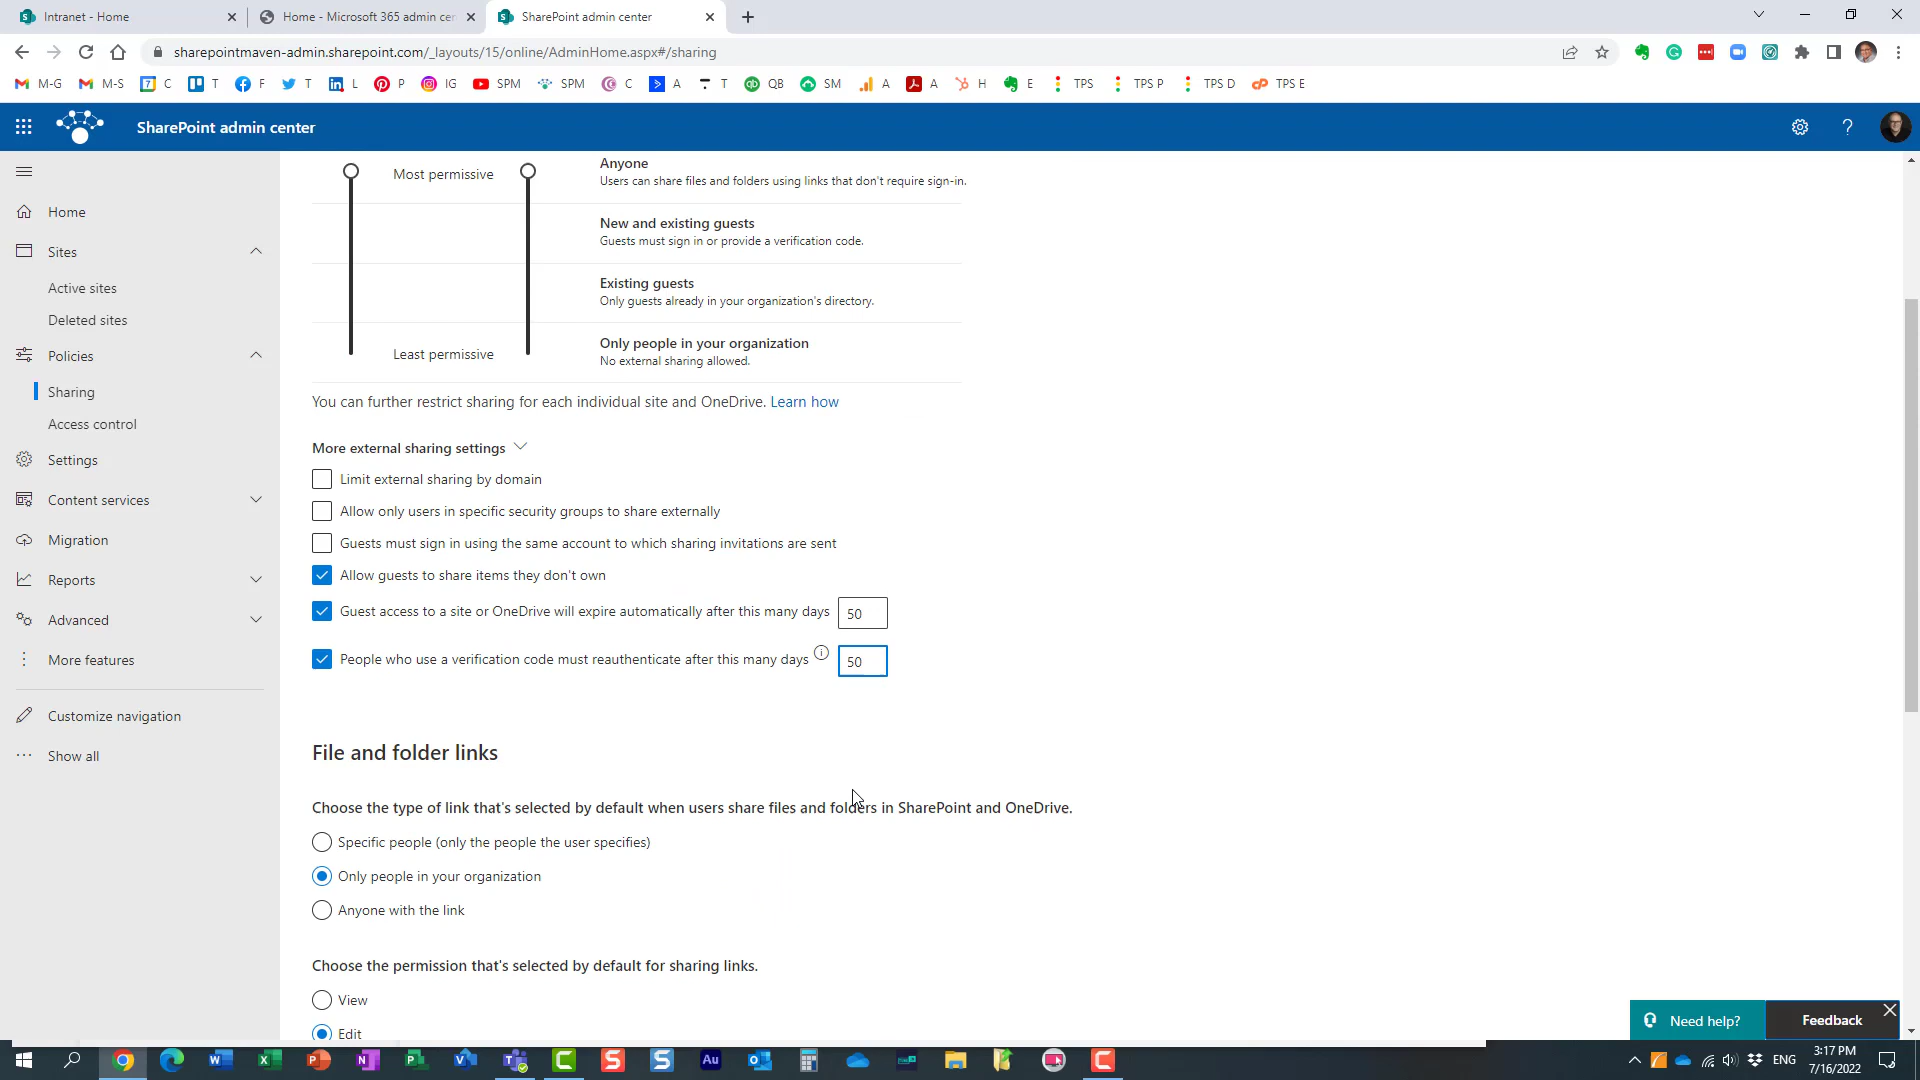 Intranet - Home
Home - Microsoft 365 admin cen
SharePoint admin center
sharepointmaven-admin.sharepoint.com/_layouts/15/online/AdminHome.aspx#/sharing
M-G M-S C T F T L P IG SPM SPM C A T QB SM A A H E TPS TPS P TPS D TPS E
SharePoint admin center
Home
Sites
Active sites
Deleted sites
Policies
Sharing
Access control
Settings
Content services
Migration
Reports
Advanced
More features
Customize navigation
Show all
Most permissive
Least permissive
Anyone
Users can share files and folders using links that don't require sign-in.
New and existing guests
Guests must sign in or provide a verification code.
Existing guests
Only guests already in your organization's directory.
Only people in your organization
No external sharing allowed.
You can further restrict sharing for each individual site and OneDrive. Learn how
More external sharing settings
Limit external sharing by domain
Allow only users in specific security groups to share externally
Guests must sign in using the same account to which sharing invitations are sent
Allow guests to share items they don't own
Guest access to a site or OneDrive will expire automatically after this many days 50
People who use a verification code must reauthenticate after this many days 50
File and folder links
Choose the type of link that's selected by default when users share files and folders in SharePoint and OneDrive.
Specific people (only the people the user specifies)
Only people in your organization
Anyone with the link
Choose the permission that's selected by default for sharing links.
View
Edit
Need help?
Feedback
ENG
3:17 PM
7/16/2022